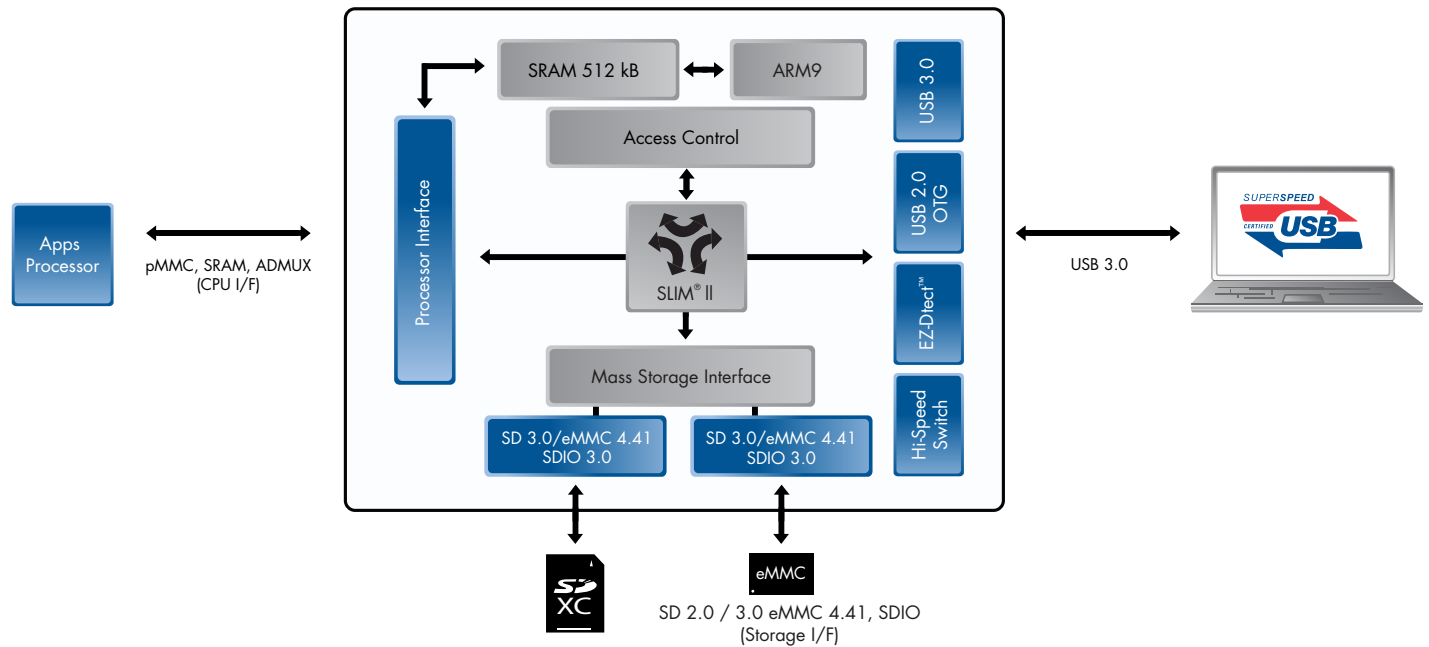 SRAM 512 kB
ARM9
Access Control
Processor Interface
SLIM® II
Mass Storage Interface
SD 3.0/eMMC 4.41
SDIO 3.0
SD 3.0/eMMC 4.41
SDIO 3.0
USB 3.0
USB 2.0
OTG
EZ-Dtect™
Hi-Speed
Switch
Apps
Processor
pMMC, SRAM, ADMUX
(CPU I/F)
USB 3.0
SUPERSPEED
CERTIFIED USB
SD
XC
eMMC
SD 2.0 / 3.0 eMMC 4.41, SDIO
(Storage I/F)